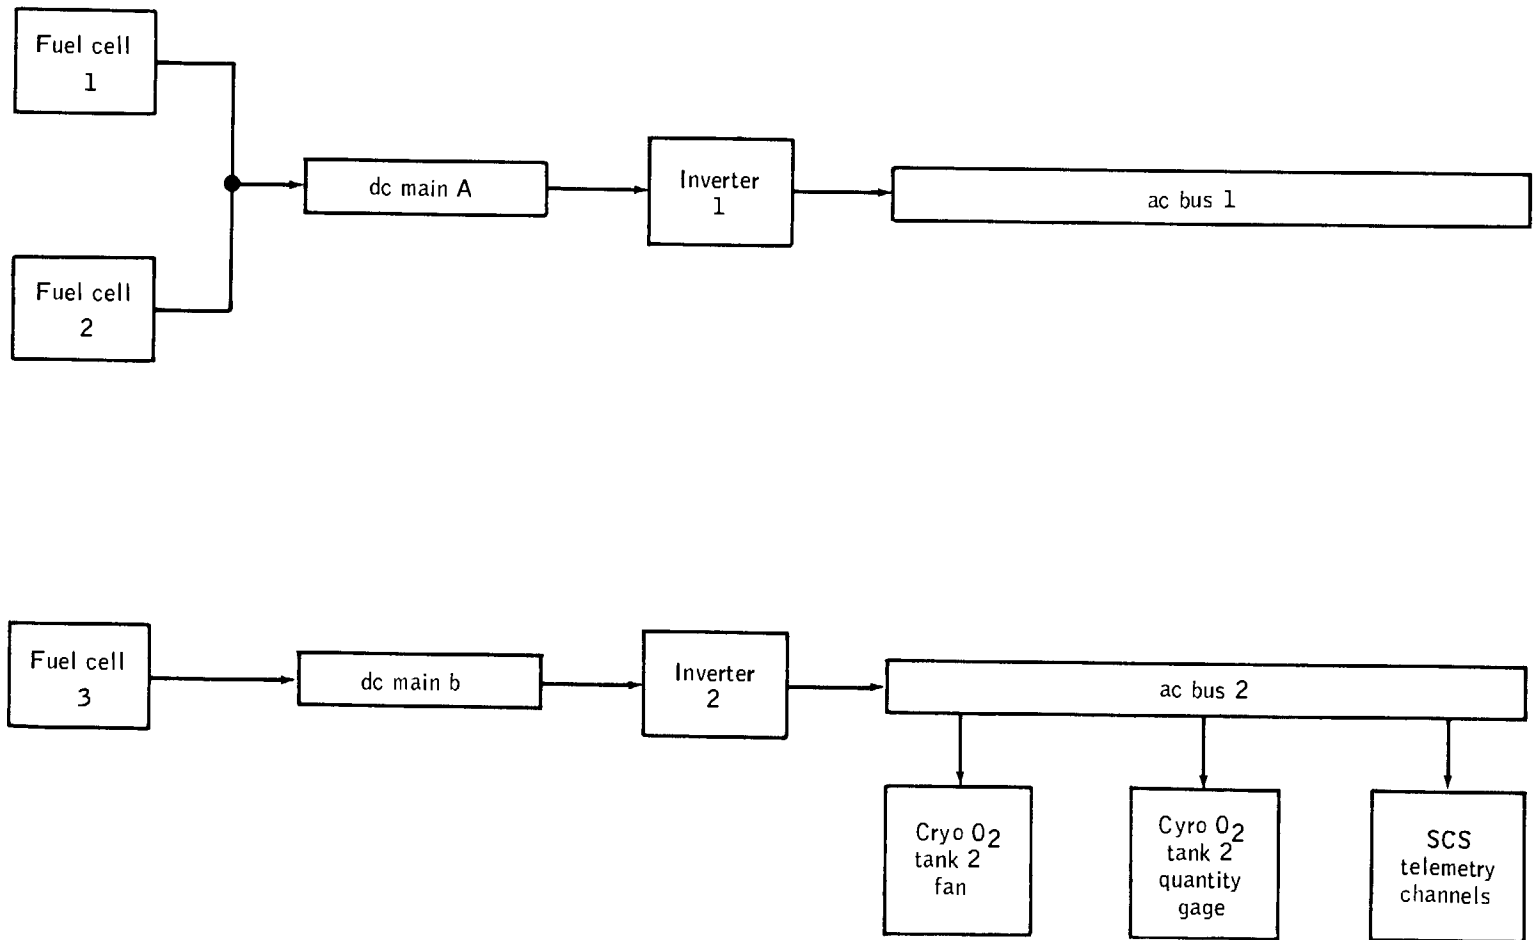 Fuel cell
1
dc main A
Inverter
1
ac bus 1
Fuel cell
2
Fuel cell
3
dc main b
Inverter
2
ac bus 2
Cryo O2
tank 2
fan
Cyro O2
tank 2
quantity
gage
SCS
telemetry
channels